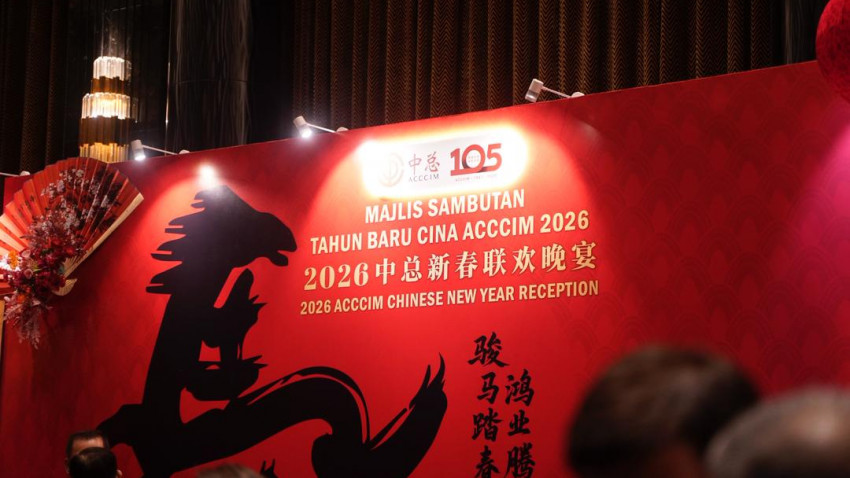 中总 105
ACCCIM
MAJLIS SAMBUTAN
TAHUN BARU CINA ACCCIM 2026
2026中总新春联欢晚宴
2026 ACCCIM CHINESE NEW YEAR RECEPTION
骏马踏春
鸿业腾